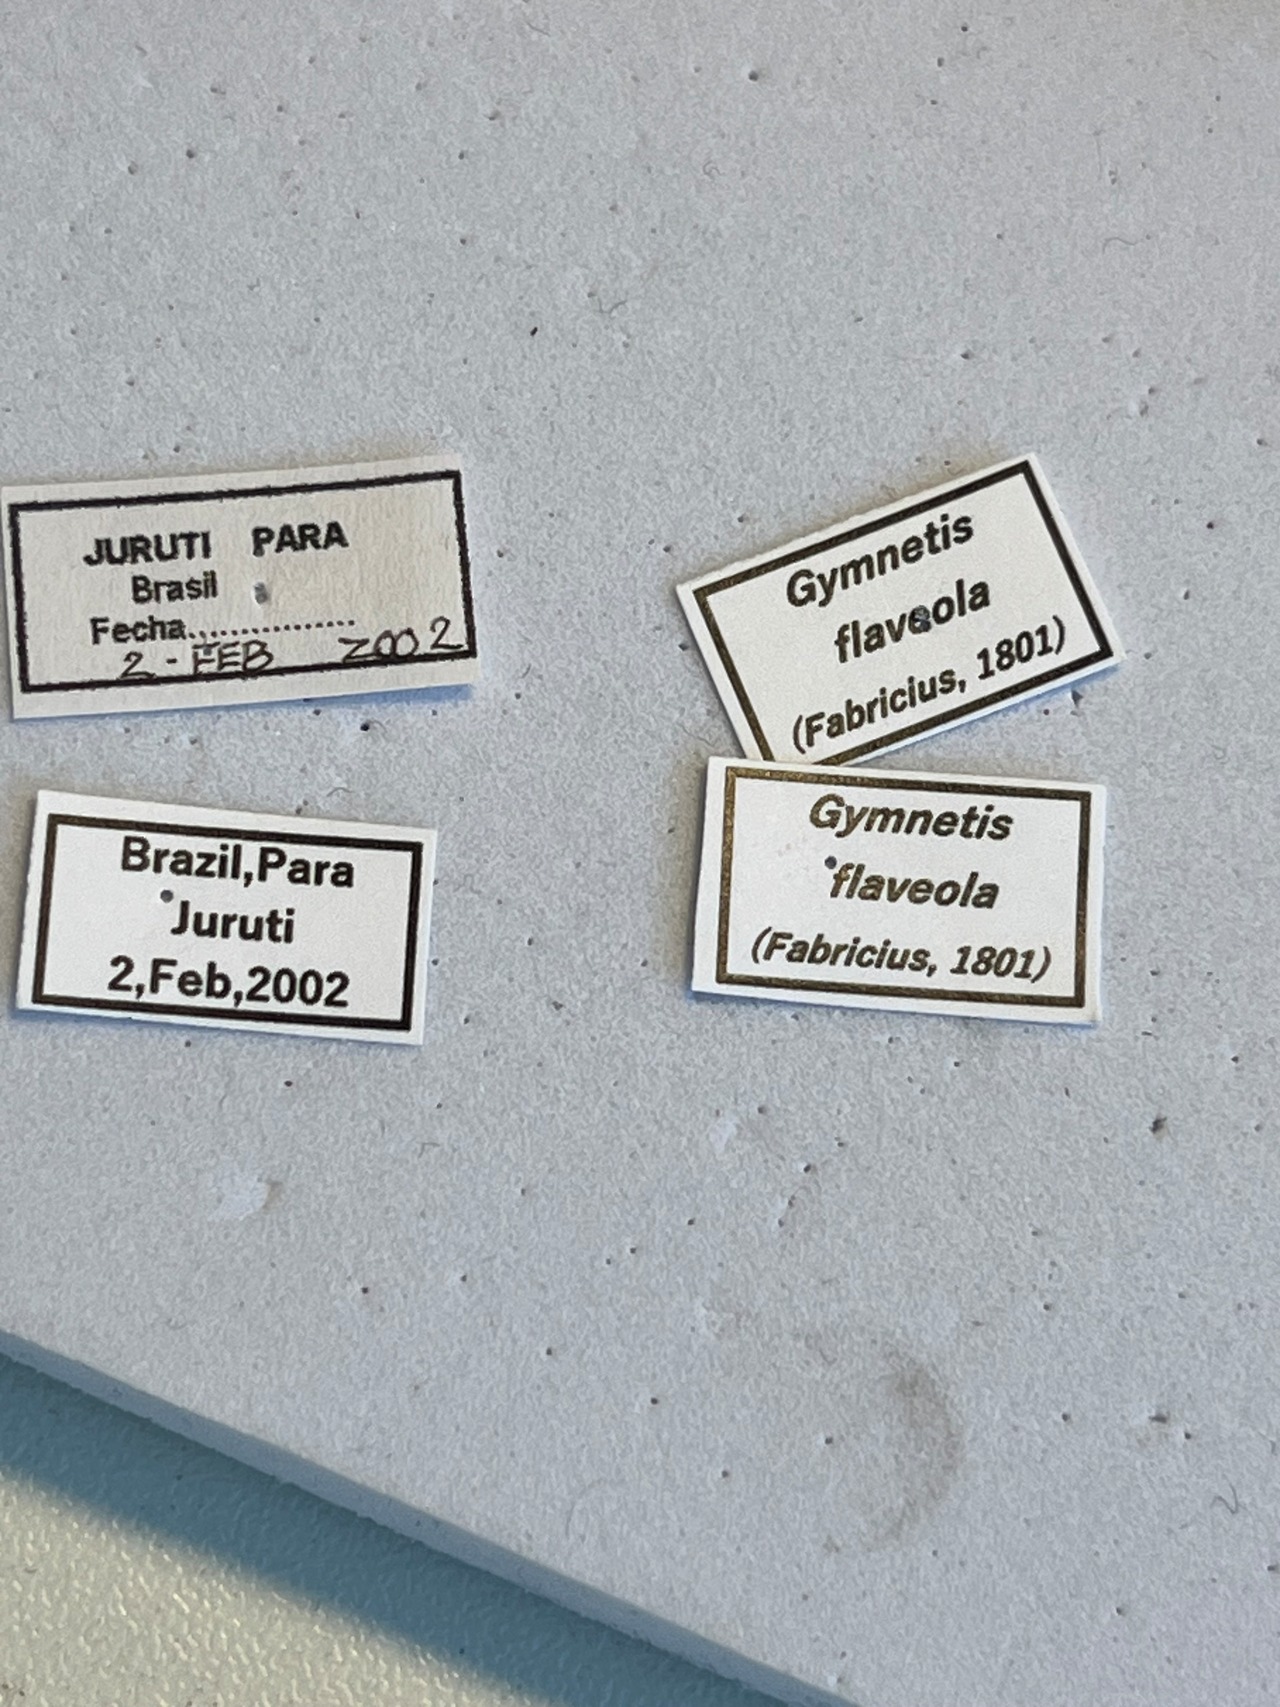 JURUTI PARA
Brasil
Fecha................
2-FEB 2002
Brazil,Para
Juruti
2,Feb,2002
Gymnetis
flaveola
(Fabricius, 1801)
Gymnetis
flaveola
(Fabricius, 1801)